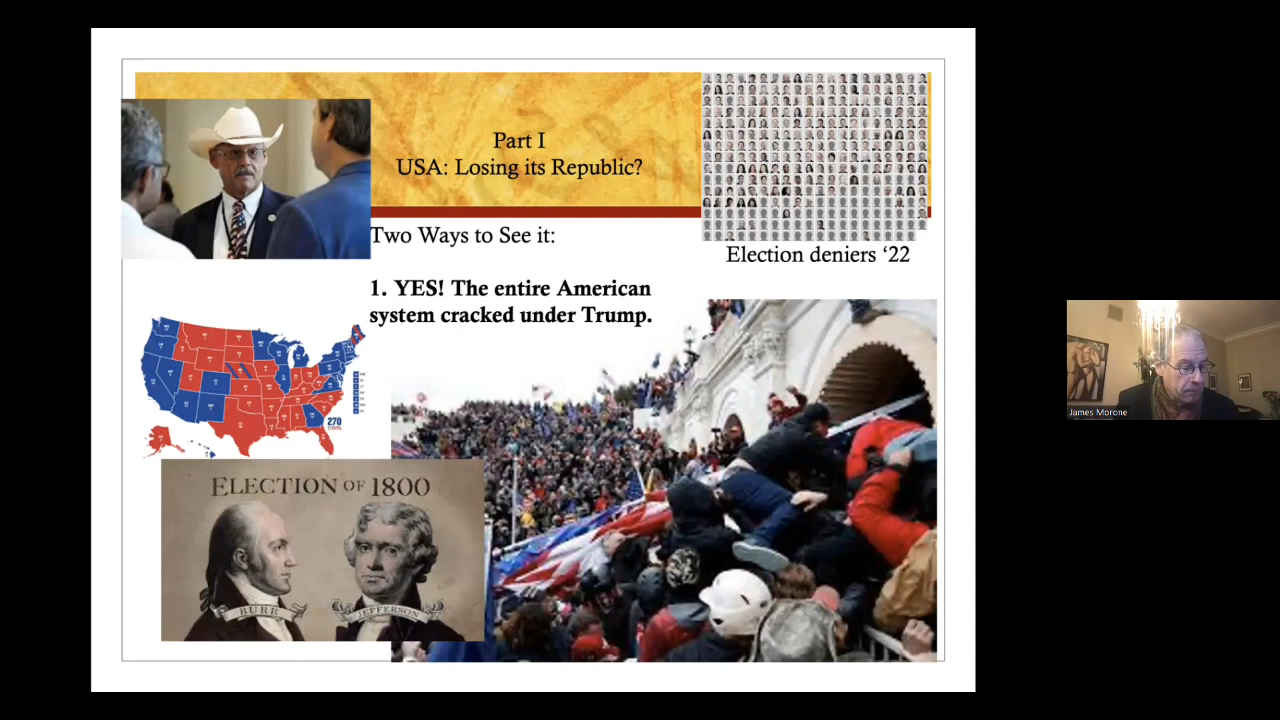 Part I
USA: Losing its Republic?
Two Ways to See it:
Election deniers ‘22
1. YES! The entire American
system cracked under Trump.
270
ELECTION OF 1800
BURR
JEFFERSON
James Morone